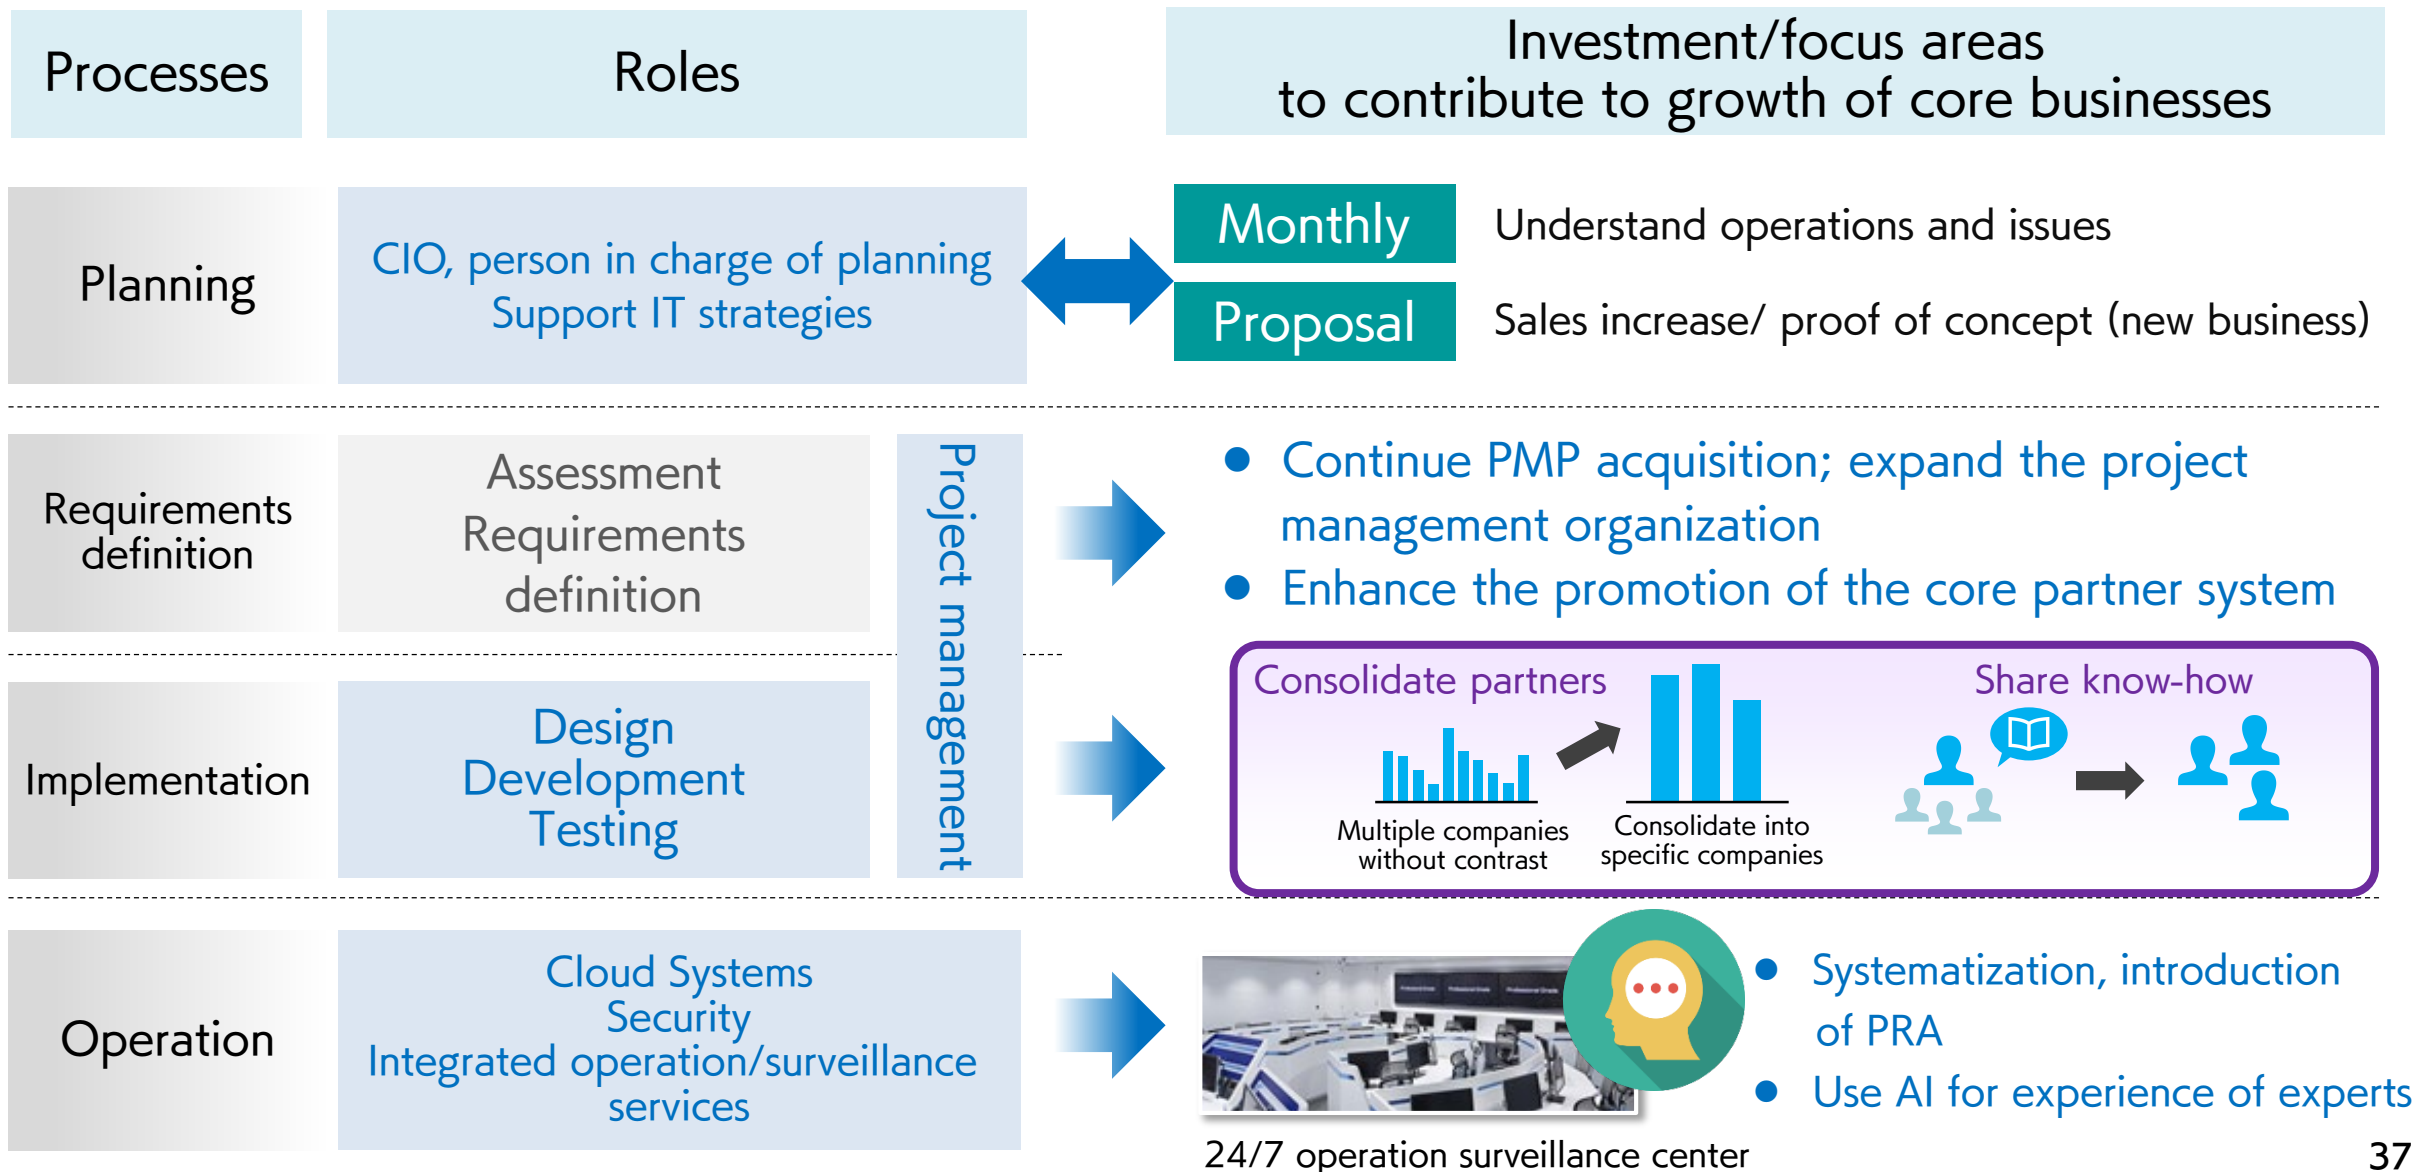 Processes
Roles
Investment/focus areas
to contribute to growth of core businesses
Planning
CIO, person in charge of planning
Support IT strategies
Monthly
Understand operations and issues
Proposal
Sales increase/ proof of concept (new business)
Requirements
definition
Assessment
Requirements
definition
Project management
● Continue PMP acquisition; expand the project
management organization
● Enhance the promotion of the core partner system
Implementation
Design
Development
Testing
Consolidate partners
Multiple companies
without contrast
Consolidate into
specific companies
Share know-how
Operation
Cloud Systems
Security
Integrated operation/surveillance
services
24/7 operation surveillance center
● Systematization, introduction
of PRA
● Use AI for experience of experts
37